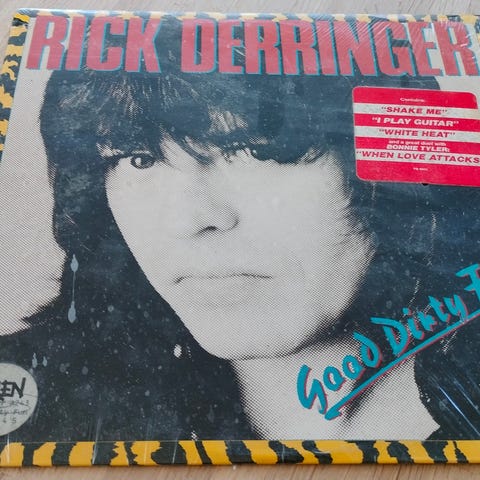 RICK DERRINGER
Contains:
"SHAKE ME"
"I PLAY GUITAR"
"WHITE HEAT"
and a great duet with
BONNIE TYLER:
"WHEN LOVE ATTACKS
Good Dirty F